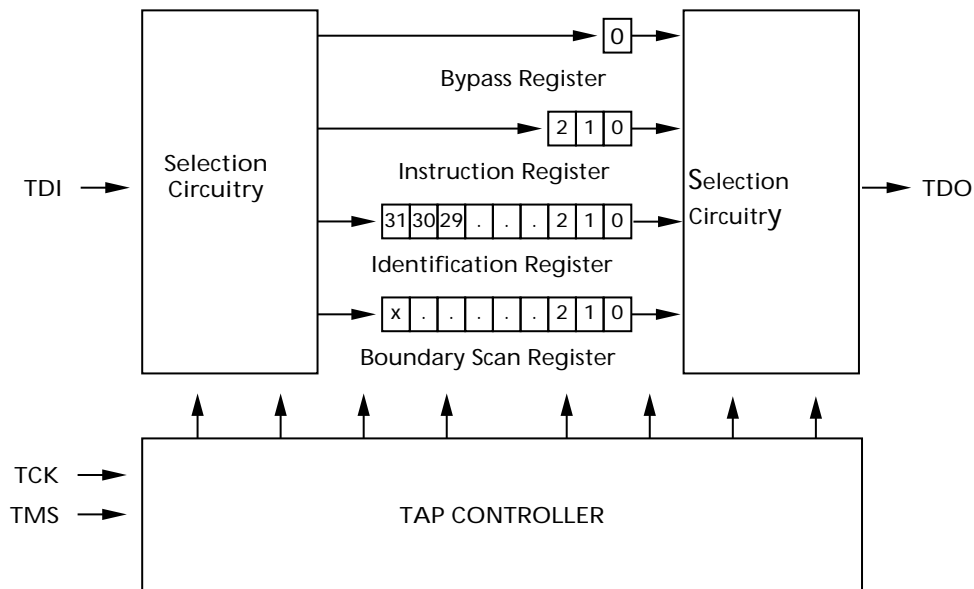 0
Bypass Register
2 1 0
Instruction Register
Selection
Circuitry
TDI
Selection
Circuitry
TDO
31 30 29 . . . 2 1 0
Identification Register
x . . . . . 2 1 0
Boundary Scan Register
TCK
TMS
TAP CONTROLLER